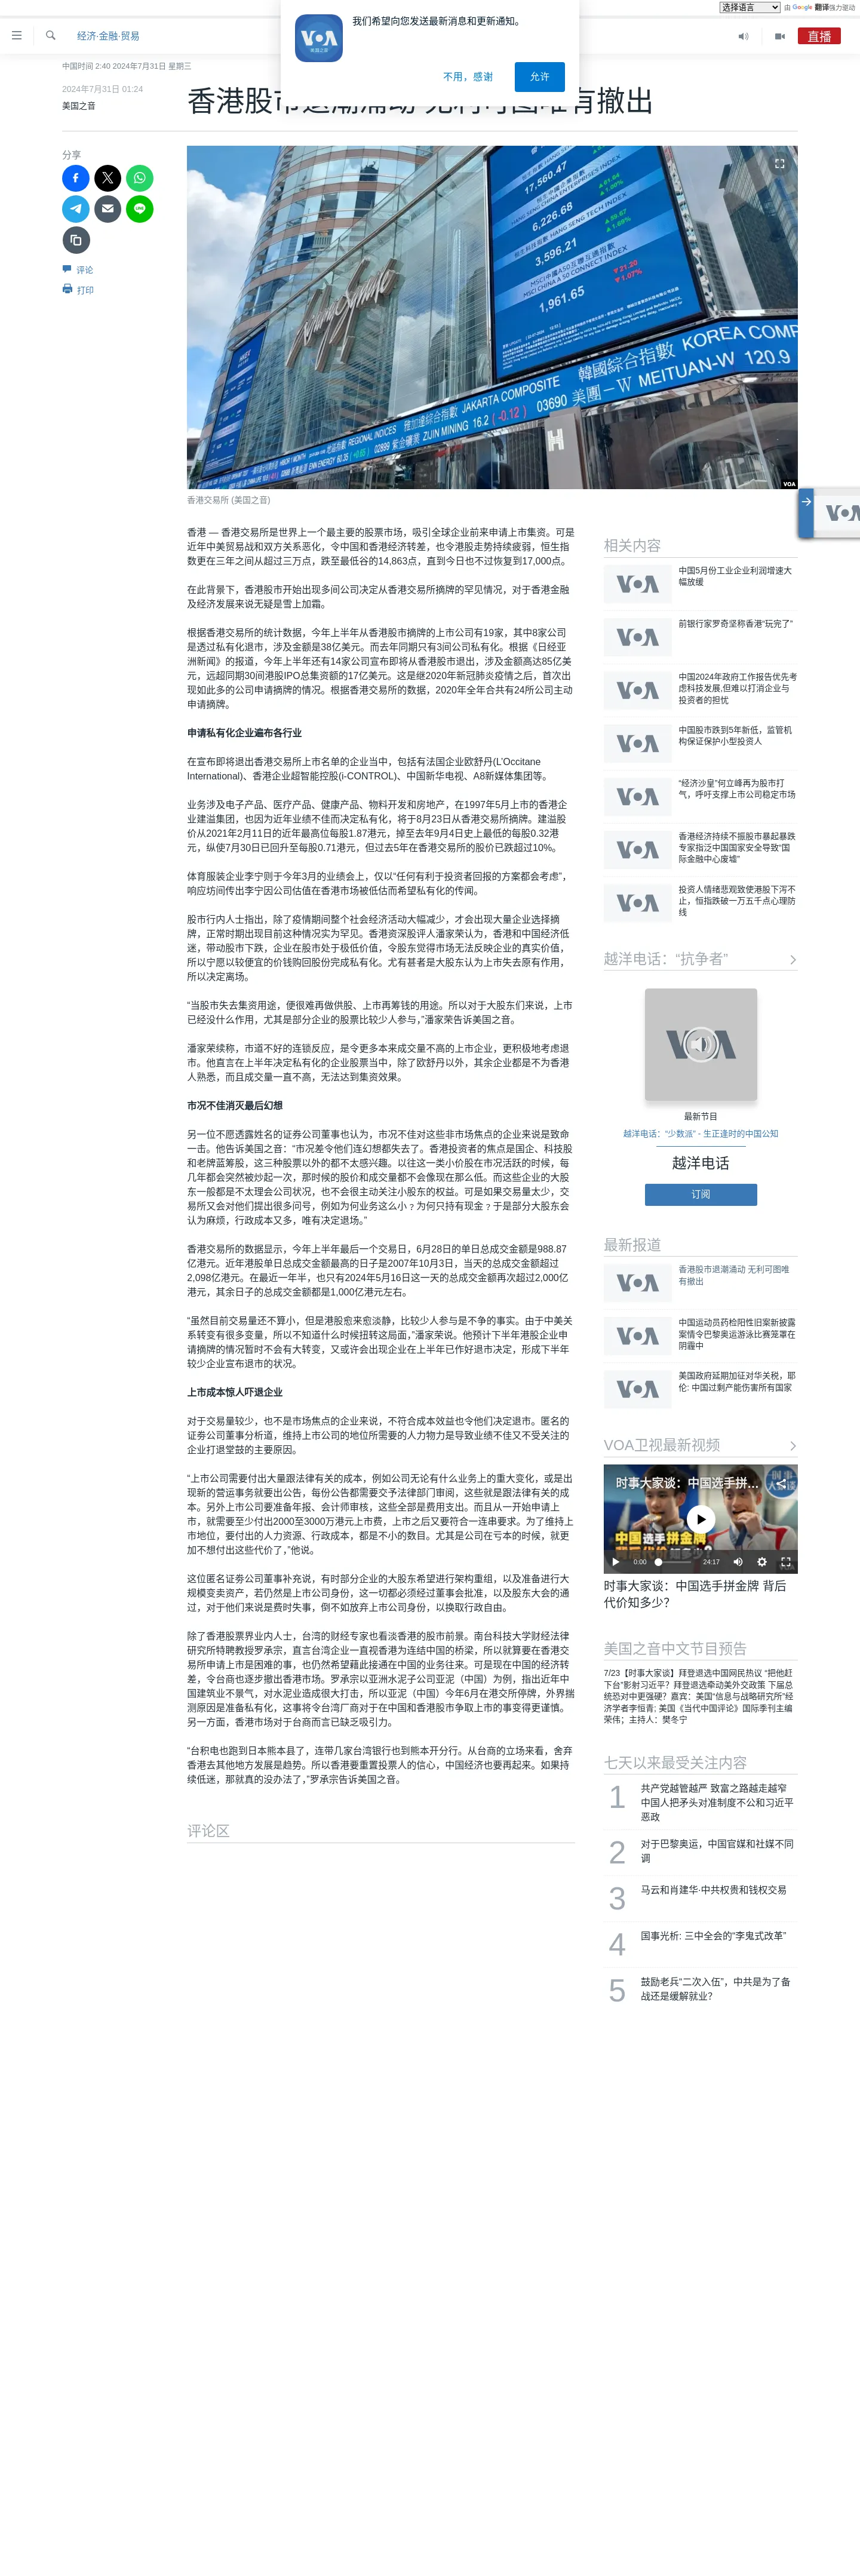 选择语言
由 Google 翻译强力驱动
经济·金融·贸易
直播
我们希望向您发送最新消息和更新通知。
不用，感谢
允许
中国时间 2:40 2024年7月31日 星期三
2024年7月31日 01:24
美国之音
香港股市退潮涌动 无利可图唯有撤出
分享
评论
打印
17,560.47
HANG SENG CHINA ENTERPRISES INDEX
6,226.20
HANG SENG TECH INDEX
3,596.21
MSCI中國A50互聯互通指數
MSCI CHINA A 50 CONNECT INDEX
1,961.65
21.20
1.07%
韓國綜合指數 KOREA COMPO
03690 美團－W MEITUAN-W 120.9
雅加達綜合指數 JAKARTA COMPOSITE
02899 紫金礦業 ZIJIN MINING 16.2 (-0.12)
REGIONAL INDICES
VOA
香港交易所 (美国之音)
香港 — 香港交易所是世界上一个最主要的股票市场，吸引全球企业前来申请上市集资。可是
近年中美贸易战和双方关系恶化，令中国和香港经济转差，也令港股走势持续疲弱，恒生指
数更在三年之间从超过三万点，跌至最低谷的14,863点，直到今日也不过恢复到17,000点。
在此背景下，香港股市开始出现多间公司决定从香港交易所摘牌的罕见情况，对于香港金融
及经济发展来说无疑是雪上加霜。
根据香港交易所的统计数据，今年上半年从香港股市摘牌的上市公司有19家，其中8家公司
是透过私有化退市，涉及金额是38亿美元。而去年同期只有3间公司私有化。根据《日经亚
洲新闻》的报道，今年上半年还有14家公司宣布即将从香港股市退出，涉及金额高达85亿美
元，远超同期30间港股IPO总集资额的17亿美元。这是继2020年新冠肺炎疫情之后，首次出
现如此多的公司申请摘牌的情况。根据香港交易所的数据，2020年全年合共有24所公司主动
申请摘牌。
申请私有化企业遍布各行业
在宣布即将退出香港交易所上市名单的企业当中，包括有法国企业欧舒丹(L'Occitane
International)、香港企业超智能控股(i-CONTROL)、中国新华电视、A8新媒体集团等。
业务涉及电子产品、医疗产品、健康产品、物料开发和房地产，在1997年5月上市的香港企
业建溢集团，也因为近年业绩不佳而决定私有化，将于8月23日从香港交易所摘牌。建溢股
价从2021年2月11日的近年最高位每股1.87港元，掉至去年9月4日史上最低的每股0.32港
元，纵使7月30日已回升至每股0.71港元，但过去5年在香港交易所的股价已跌超过10%。
体育服装企业李宁则于今年3月的业绩会上，仅以“任何有利于投资者回报的方案都会考虑”，
响应坊间传出李宁因公司估值在香港市场被低估而希望私有化的传闻。
股市行内人士指出，除了疫情期间整个社会经济活动大幅减少，才会出现大量企业选择摘
牌，正常时期出现目前这种情况实为罕见。香港资深股评人潘家荣认为，香港和中国经济低
迷，带动股市下跌，企业在股市处于极低价值，令股东觉得市场无法反映企业的真实价值，
所以宁愿以较便宜的价钱购回股份完成私有化。尤有甚者是大股东认为上市失去原有作用，
所以决定离场。
“当股市失去集资用途，便很难再做供股、上市再筹钱的用途。所以对于大股东们来说，上市
已经没什么作用，尤其是部分企业的股票比较少人参与，”潘家荣告诉美国之音。
潘家荣续称，市道不好的连锁反应，是令更多本来成交量不高的上市企业，更积极地考虑退
市。他直言在上半年决定私有化的企业股票当中，除了欧舒丹以外，其余企业都是不为香港
人熟悉，而且成交量一直不高，无法达到集资效果。
市况不佳消灭最后幻想
另一位不愿透露姓名的证券公司董事也认为，市况不佳对这些非市场焦点的企业来说是致命
一击。他告诉美国之音：“市况差令他们连幻想都失去了。香港投资者的焦点是国企、科技股
和老牌蓝筹股，这三种股票以外的都不太感兴趣。以往这一类小价股在市况活跃的时候，每
几年都会突然被炒起一次，那时候的股价和成交量都不会像现在那么低。而这些企业的大股
东一般都是不太理会公司状况，也不会很主动关注小股东的权益。可是如果交易量太少，交
易所又会对他们提出很多问号，例如为何业务这么小﹖为何只持有现金﹖于是部分大股东会
认为麻烦，行政成本又多，唯有决定退场。”
香港交易所的数据显示，今年上半年最后一个交易日，6月28日的单日总成交金额是988.87
亿港元。近年港股单日总成交金额最高的日子是2007年10月3日，当天的总成交金额超过
2,098亿港元。在最近一年半，也只有2024年5月16日这一天的总成交金额再次超过2,000亿
港元，其余日子的总成交金额都是1,000亿港元左右。
“虽然目前交易量还不算小，但是港股愈来愈淡静，比较少人参与是不争的事实。由于中美关
系转变有很多变量，所以不知道什么时候扭转这局面，”潘家荣说。他预计下半年港股企业申
请摘牌的情况暂时不会有大转变，又或许会出现企业在上半年已作好退市决定，形成下半年
较少企业宣布退市的状况。
上市成本惊人吓退企业
对于交易量较少，也不是市场焦点的企业来说，不符合成本效益也令他们决定退市。匿名的
证劵公司董事分析道，维持上市公司的地位所需要的人力物力是导致业绩不佳又不受关注的
企业打退堂鼓的主要原因。
“上市公司需要付出大量跟法律有关的成本，例如公司无论有什么业务上的重大变化，或是出
现新的营运事务就要出公告，每份公告都需要交予法律部门审阅，这些就是跟法律有关的成
本。另外上市公司要准备年报、会计师审核，这些全部是费用支出。而且从一开始申请上
市，就需要至少付出2000至3000万港元上市费，上市之后又要符合一连串要求。为了维持上
市地位，要付出的人力资源、行政成本，都是不小的数目。尤其是公司在亏本的时候，就更
加不想付出这些代价了，”他说。
这位匿名证券公司董事补充说，有时部分企业的大股东希望进行架构重组，以及准备进行大
规模变卖资产，若仍然是上市公司身份，这一切都必须经过董事会批准，以及股东大会的通
过，对于他们来说是费时失事，倒不如放弃上市公司身份，以换取行政自由。
除了香港股票界业内人士，台湾的财经专家也看淡香港的股市前景。南台科技大学财经法律
研究所特聘教授罗承宗，直言台湾企业一直视香港为连结中国的桥梁，所以就算要在香港交
易所申请上市是困难的事，也仍然希望藉此接通在中国的业务往来。可是现在中国的经济转
差，令台商也逐步撤出香港市场。罗承宗以亚洲水泥子公司亚泥（中国）为例，指出近年中
国建筑业不景气，对水泥业造成很大打击，所以亚泥（中国）今年6月在港交所停牌，外界揣
测原因是准备私有化，这事将令台湾厂商对于在中国和香港股市争取上市的事变得更谨慎。
另一方面，香港市场对于台商而言已缺乏吸引力。
“台积电也跑到日本熊本县了，连带几家台湾银行也到熊本开分行。从台商的立场来看，舍弃
香港去其他地方发展是趋势。所以香港要重置投票人的信心，中国经济也要再起来。如果持
续低迷，那就真的没办法了，”罗承宗告诉美国之音。
评论区
相关内容
中国5月份工业企业利润增速大
幅放缓
前银行家罗奇坚称香港“玩完了”
中国2024年政府工作报告优先考
虑科技发展,但难以打消企业与
投资者的担忧
中国股市跌到5年新低，监管机
构保证保护小型投资人
“经济沙皇”何立峰再为股市打
气，呼吁支撑上市公司稳定市场
香港经济持续不振股市暴起暴跌
专家指泛中国国家安全导致“国
际金融中心废墟”
投资人情绪悲观致使港股下泻不
止，恒指跌破一万五千点心理防
线
越洋电话：“抗争者”
最新节目
越洋电话：“少数派” - 生正逢时的中国公知
越洋电话
订阅
最新报道
香港股市退潮涌动 无利可图唯
有撤出
中国运动员药检阳性旧案新披露
案情令巴黎奥运游泳比赛笼罩在
阴霾中
美国政府延期加征对华关税，耶
伦: 中国过剩产能伤害所有国家
VOA卫视最新视频
时事大家谈：中国选手拼...
中国选手拼金牌
0:00
24:17
时事大家谈：中国选手拼金牌 背后
代价知多少？
美国之音中文节目预告
7/23【时事大家谈】拜登退选中国网民热议 “把他赶
下台”影射习近平？拜登退选牵动美外交政策 下届总
统恐对中更强硬？嘉宾：美国“信息与战略研究所”经
济学者李恒青; 美国《当代中国评论》国际季刊主编
荣伟；主持人：樊冬宁
七天以来最受关注内容
1
共产党越管越严 致富之路越走越窄
中国人把矛头对准制度不公和习近平
恶政
2
对于巴黎奥运，中国官媒和社媒不同
调
3
马云和肖建华·中共权贵和钱权交易
4
国事光析: 三中全会的“李鬼式改革”
5
鼓励老兵“二次入伍”，中共是为了备
战还是缓解就业？